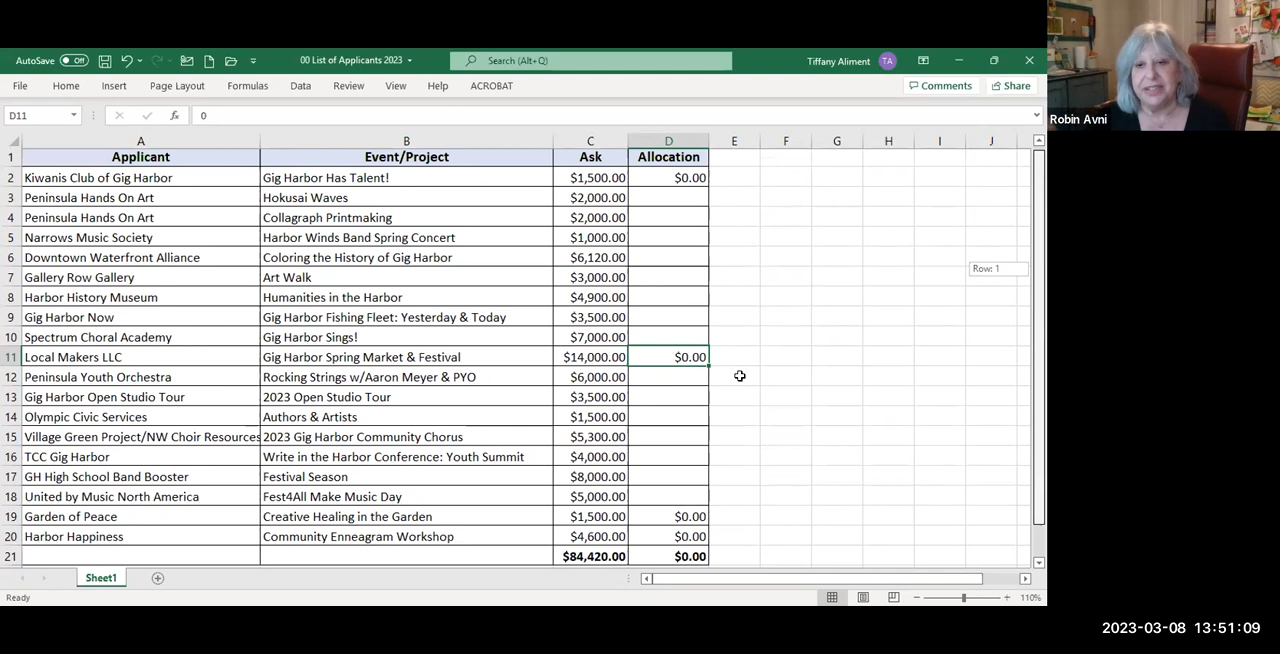 AutoSave Off 00 List of Applicants 2023 Search (Alt+Q) Tiffany Aliment TA
File Home Insert Page Layout Formulas Data Review View Help ACROBAT Comments Share
Robin Avni
D11 fx 0
A B C D E F G H I J
1 Applicant Event/Project Ask Allocation
2 Kiwanis Club of Gig Harbor Gig Harbor Has Talent! $1,500.00 $0.00
3 Peninsula Hands On Art Hokusai Waves $2,000.00
4 Peninsula Hands On Art Collagraph Printmaking $2,000.00
5 Narrows Music Society Harbor Winds Band Spring Concert $1,000.00
6 Downtown Waterfront Alliance Coloring the History of Gig Harbor $6,120.00
7 Gallery Row Gallery Art Walk $3,000.00
Row: 1
8 Harbor History Museum Humanities in the Harbor $4,900.00
9 Gig Harbor Now Gig Harbor Fishing Fleet: Yesterday & Today $3,500.00
10 Spectrum Choral Academy Gig Harbor Sings! $7,000.00
11 Local Makers LLC Gig Harbor Spring Market & Festival $14,000.00 $0.00
12 Peninsula Youth Orchestra Rocking Strings w/Aaron Meyer & PYO $6,000.00
13 Gig Harbor Open Studio Tour 2023 Open Studio Tour $3,500.00
14 Olympic Civic Services Authors & Artists $1,500.00
15 Village Green Project/NW Choir Resources 2023 Gig Harbor Community Chorus $5,300.00
16 TCC Gig Harbor Write in the Harbor Conference: Youth Summit $4,000.00
17 GH High School Band Booster Festival Season $8,000.00
18 United by Music North America Fest4All Make Music Day $5,000.00
19 Garden of Peace Creative Healing in the Garden $1,500.00 $0.00
20 Harbor Happiness Community Enneagram Workshop $4,600.00 $0.00
21 $84,420.00 $0.00
Sheet1
Ready 110%
2023-03-08 13:51:09